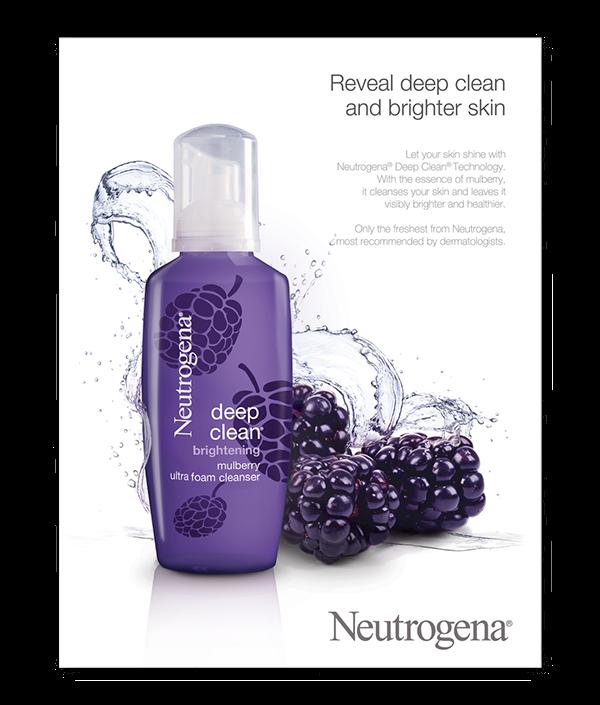 Reveal deep clean
and brighter skin
Let your skin shine with
Neutrogena® Deep Clean® Technology.
With the essence of mulberry,
it cleanses your skin and leaves it
visibly brighter and healthier.
Only the freshest from Neutrogena,
most recommended by dermatologists.
Neutrogena®
deep
clean®
brightening
mulberry
ultra foam cleanser
Neutrogena®